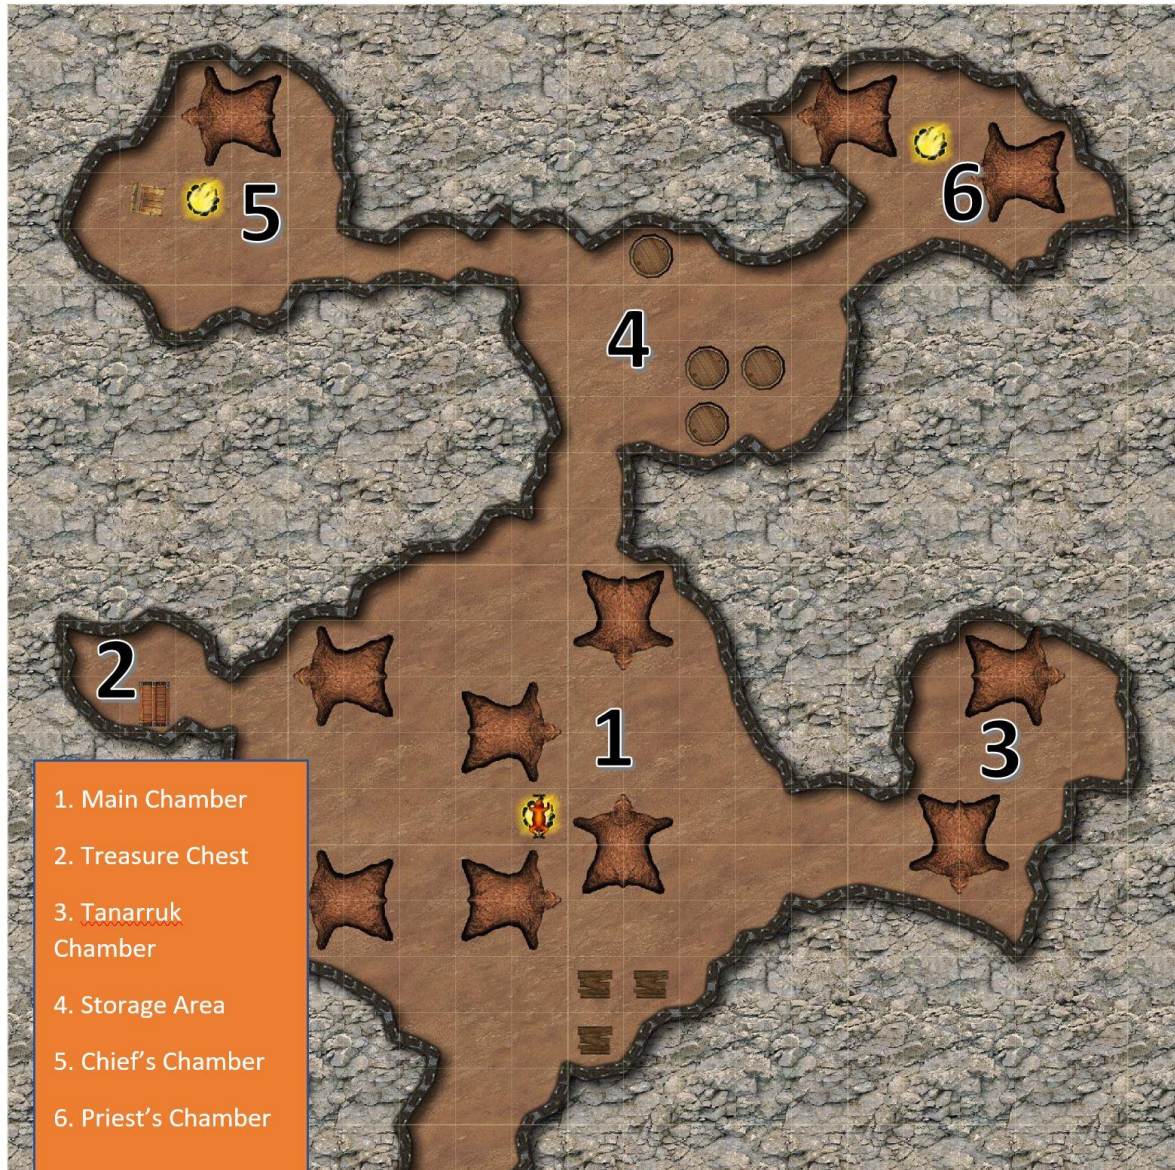 5
6
4
2
1
3
1. Main Chamber
2. Treasure Chest
3. Tanarruk
Chamber
4. Storage Area
5. Chief’s Chamber
6. Priest’s Chamber